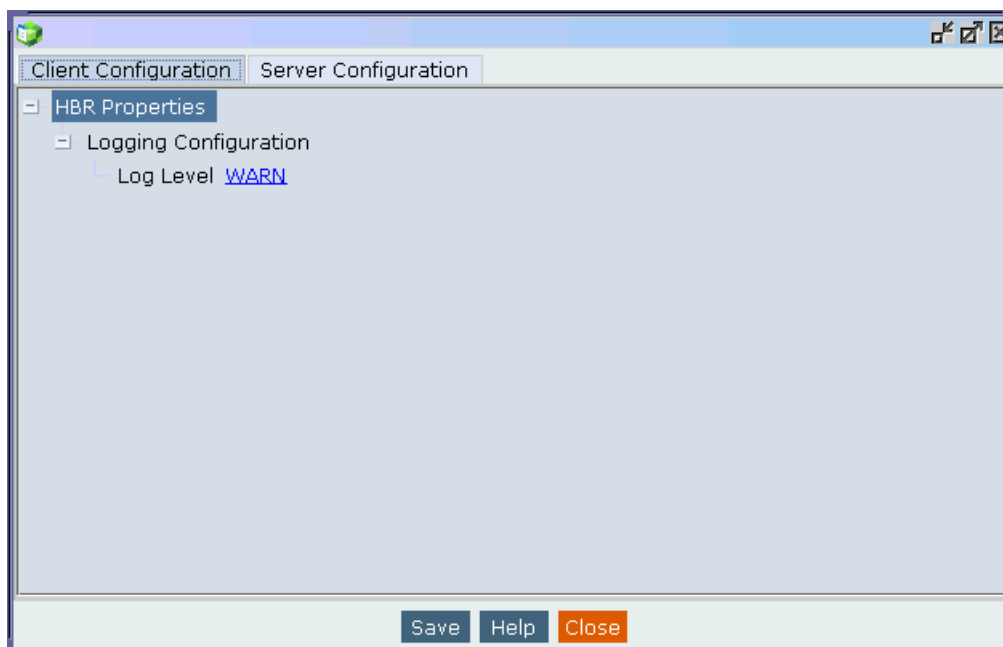 Client Configuration Server Configuration
HBR Properties
Logging Configuration
Log Level WARN
Save Help Close